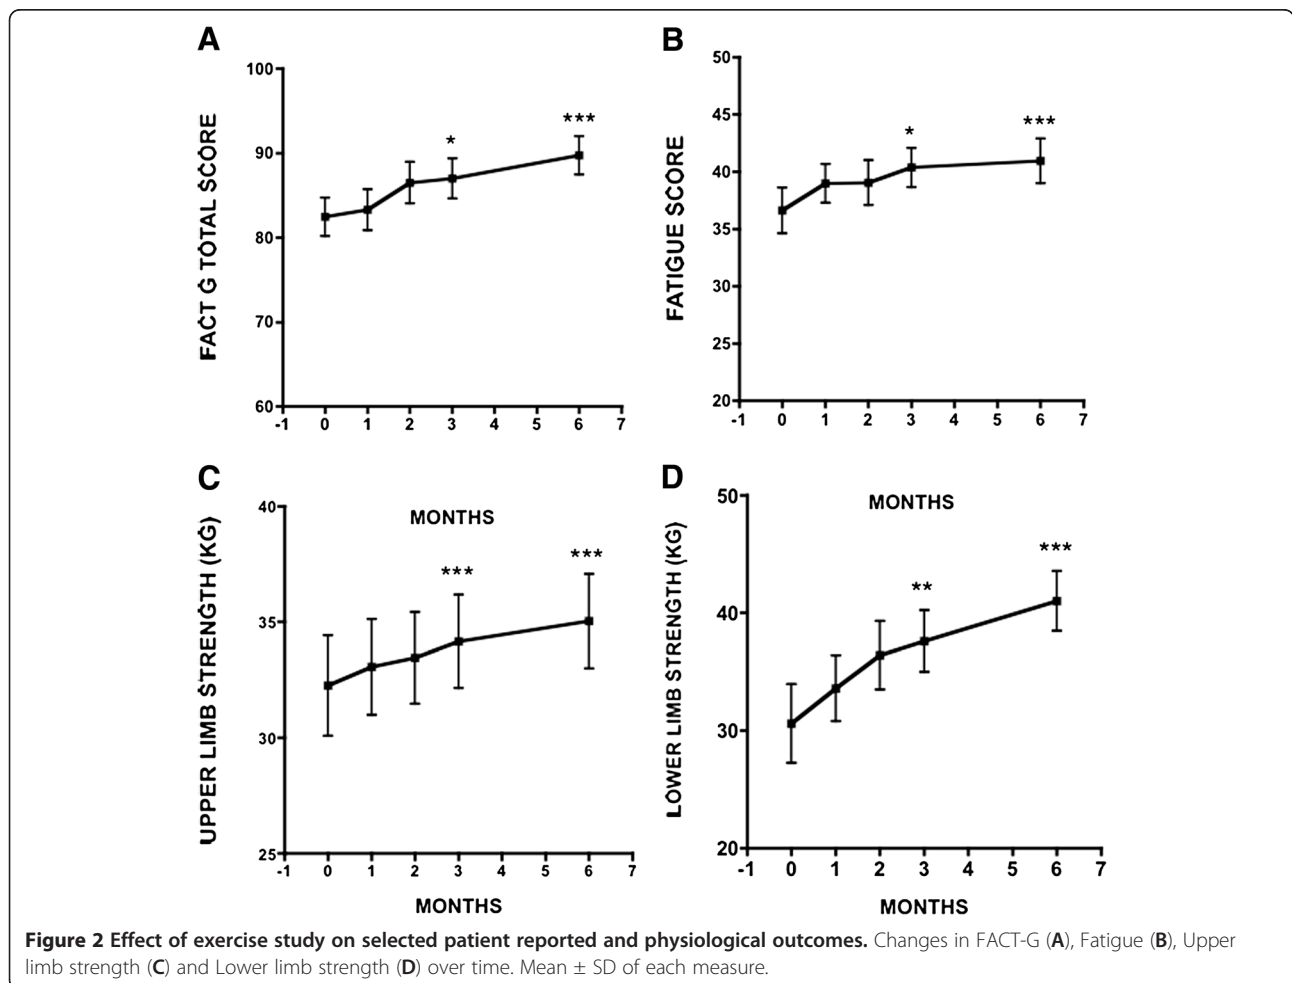 A
FACT G TOTAL SCORE
100
90
80
70
60
-1 0 1 2 3 4 5 6 7
*
***
B
FATIGUE SCORE
50
45
40
35
30
25
20
-1 0 1 2 3 4 5 6 7
*
***
MONTHS
MONTHS
C
UPPER LIMB STRENGTH (KG)
40
35
30
25
-1 0 1 2 3 4 5 6 7
***
***
MONTHS
D
LOWER LIMB STRENGTH (KG)
50
40
30
20
-1 0 1 2 3 4 5 6 7
**
***
MONTHS
Figure 2 Effect of exercise study on selected patient reported and physiological outcomes. Changes in FACT-G (A), Fatigue (B), Upper
limb strength (C) and Lower limb strength (D) over time. Mean ± SD of each measure.